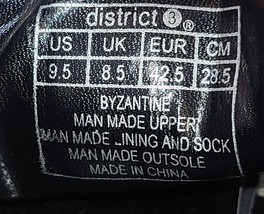 district 3 ®
US UK EUR CM
9.5 8.5 42.5 28.5
BYZANTINE
MAN MADE UPPER
MAN MADE LINING AND SOCK
MAN MADE OUTSOLE
MADE IN CHINA